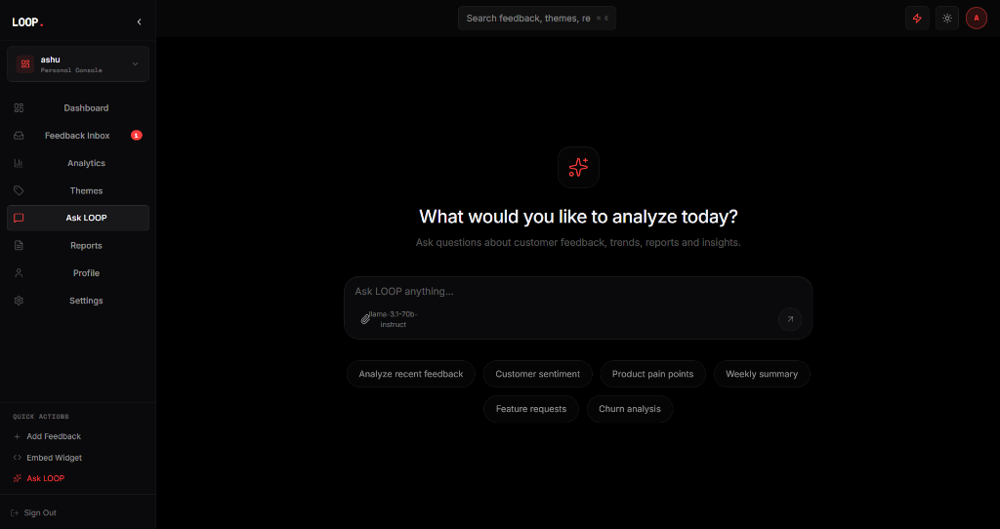 LOOP.
ashu
Personal Console
Dashboard
Feedback Inbox 1
Analytics
Themes
Ask LOOP
Reports
Profile
Settings
QUICK ACTIONS
Add Feedback
Embed Widget
Ask LOOP
Sign Out
Search feedback, themes, re ⌘ K
A
What would you like to analyze today?
Ask questions about customer feedback, trends, reports and insights.
Ask LOOP anything...
llama-3.1-70b-
instruct
Analyze recent feedback
Customer sentiment
Product pain points
Weekly summary
Feature requests
Churn analysis